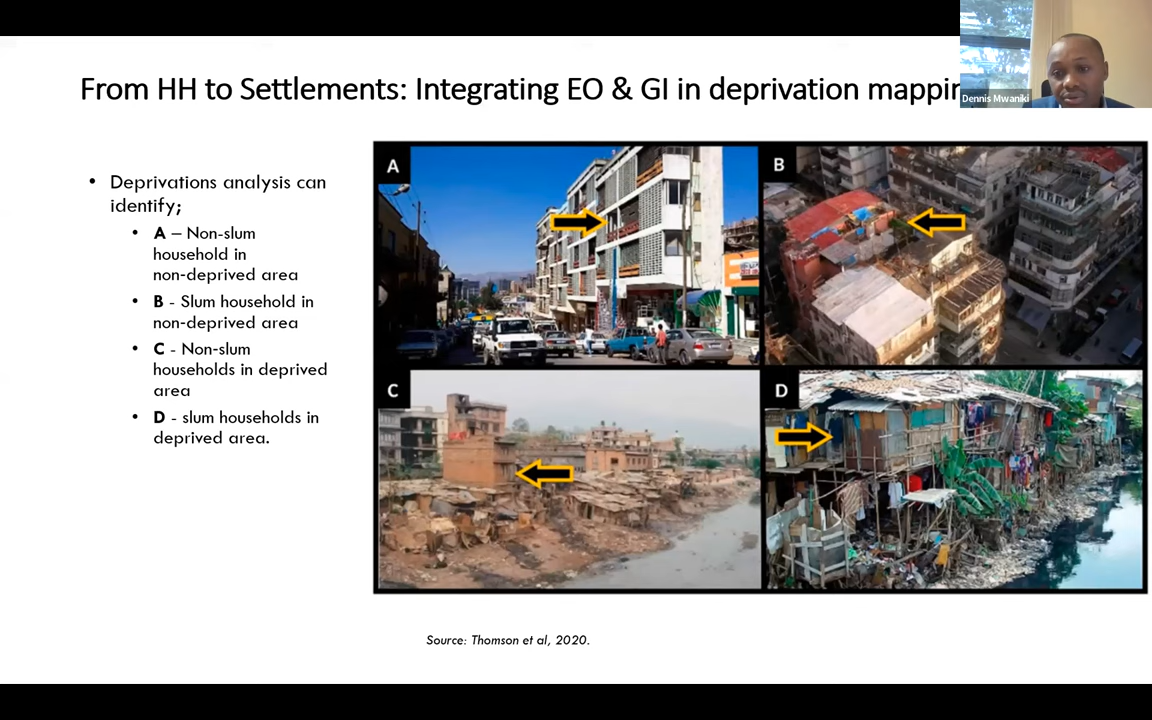 From HH to Settlements: Integrating EO & GI in deprivation mappin
Dennis Mwaniki
• Deprivations analysis can
identify;
• A – Non-slum
household in
non-deprived area
• B - Slum household in
non-deprived area
• C - Non-slum
households in deprived
area
• D - slum households in
deprived area.
A
B
C
D
Source: Thomson et al, 2020.